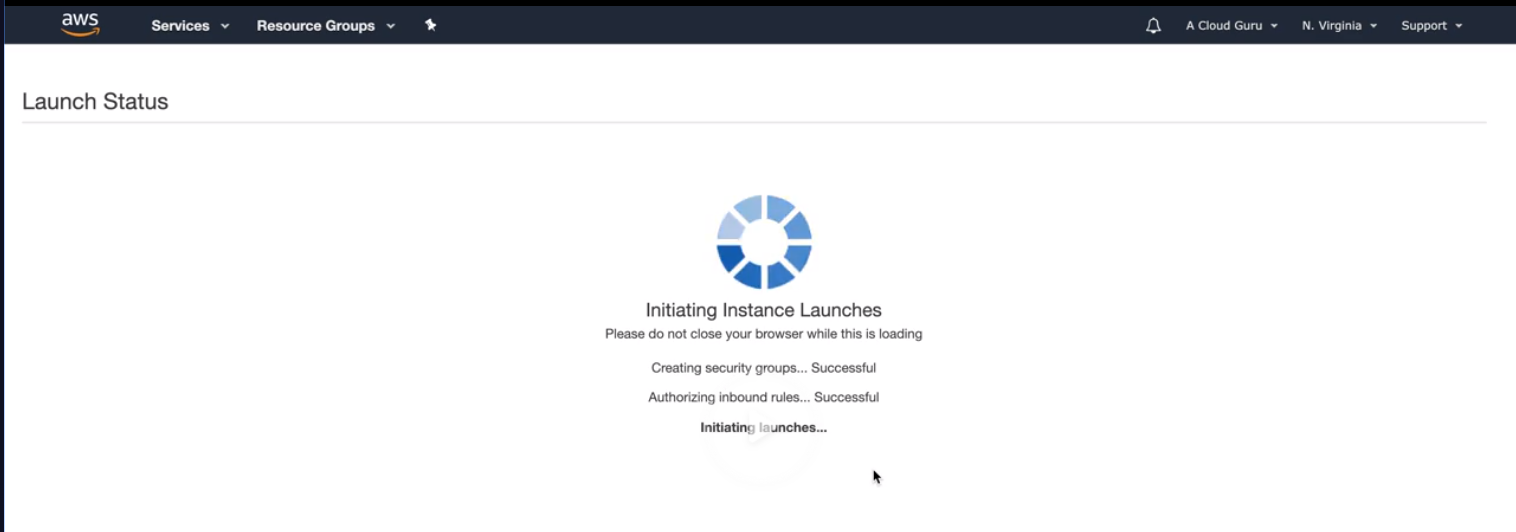 aws Services Resource Groups A Cloud Guru N. Virginia Support
Launch Status
Initiating Instance Launches
Please do not close your browser while this is loading
Creating security groups... Successful
Authorizing inbound rules... Successful
Initiating launches...